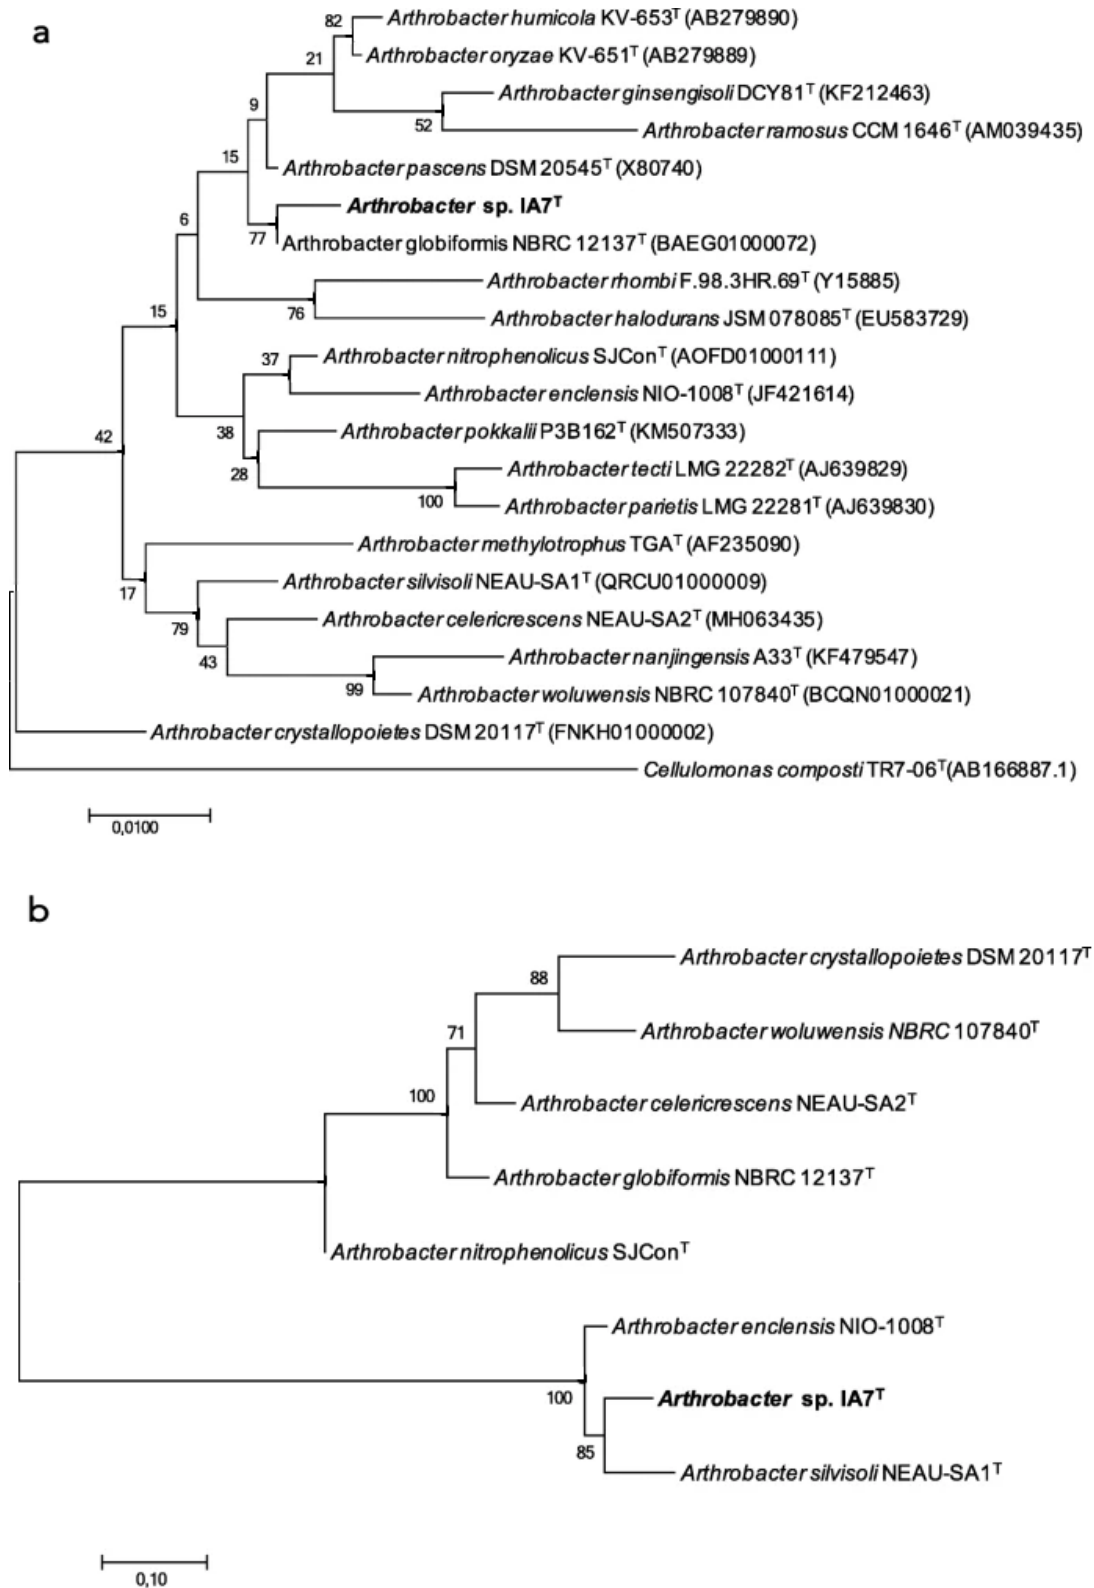 a
82
Arthrobacter humicola KV-653ᵀ (AB279890)
Arthrobacter oryzae KV-651ᵀ (AB279889)
21
Arthrobacter ginsengisoli DCY81ᵀ (KF212463)
52
Arthrobacter ramosus CCM 1646ᵀ (AM039435)
9
Arthrobacter pascens DSM 20545ᵀ (X80740)
15
Arthrobacter sp. IA7ᵀ
77
Arthrobacter globiformis NBRC 12137ᵀ (BAEG01000072)
6
Arthrobacter rhombi F.98.3HR.69ᵀ (Y15885)
76
Arthrobacter halodurans JSM 078085ᵀ (EU583729)
15
37
Arthrobacter nitrophenolicus SJConᵀ (AOFD01000111)
Arthrobacter enclensis NIO-1008ᵀ (JF421614)
38
Arthrobacter pokkalii P3B162ᵀ (KM507333)
28
Arthrobacter tecti LMG 22282ᵀ (AJ639829)
100
Arthrobacter parietis LMG 22281ᵀ (AJ639830)
42
Arthrobacter methylotrophus TGAᵀ (AF235090)
17
Arthrobacter silvisoli NEAU-SA1ᵀ (QRCU01000009)
79
Arthrobacter celericrescens NEAU-SA2ᵀ (MH063435)
43
Arthrobacter nanjingensis A33ᵀ (KF479547)
99
Arthrobacter woluwensis NBRC 107840ᵀ (BCQN01000021)
Arthrobacter crystallopoietes DSM 20117ᵀ (FNKH01000002)
Cellulomonas composti TR7-06ᵀ(AB166887.1)
0,0100
b
Arthrobacter crystallopoietes DSM 20117ᵀ
88
Arthrobacter woluwensis NBRC 107840ᵀ
71
Arthrobacter celericrescens NEAU-SA2ᵀ
100
Arthrobacter globiformis NBRC 12137ᵀ
Arthrobacter nitrophenolicus SJConᵀ
Arthrobacter enclensis NIO-1008ᵀ
100
Arthrobacter sp. IA7ᵀ
85
Arthrobacter silvisoli NEAU-SA1ᵀ
0,10